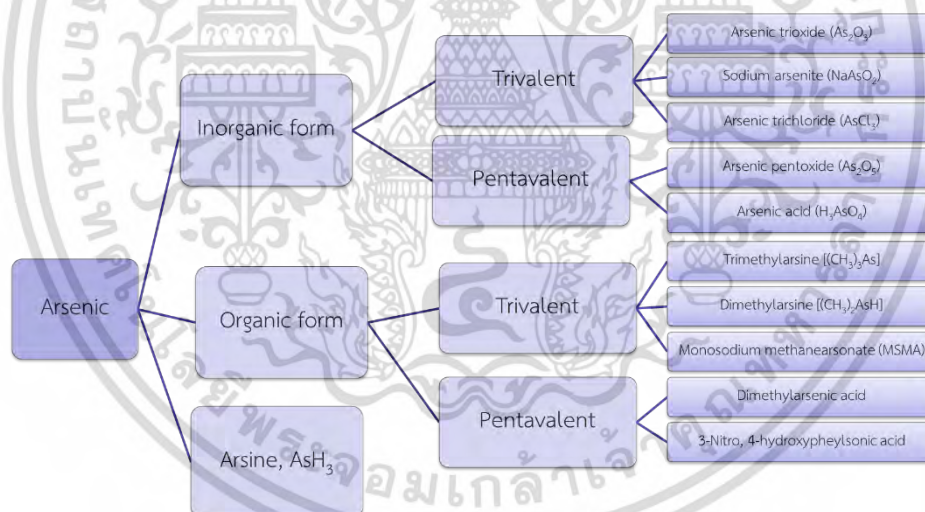 Arsenic
Inorganic form
Organic form
Arsine, AsH₃
Trivalent
Pentavalent
Trivalent
Pentavalent
Arsenic trioxide (As₂O₃)
Sodium arsenite (NaAsO₂)
Arsenic trichloride (AsCl₃)
Arsenic pentoxide (As₂O₅)
Arsenic acid (H₃AsO₄)
Trimethylarsine [(CH₃)₃As]
Dimethylarsine [(CH₃)₂AsH]
Monosodium methanearsonate (MSMA)
Dimethylarsenic acid
3-Nitro, 4-hydroxypheylsonic acid